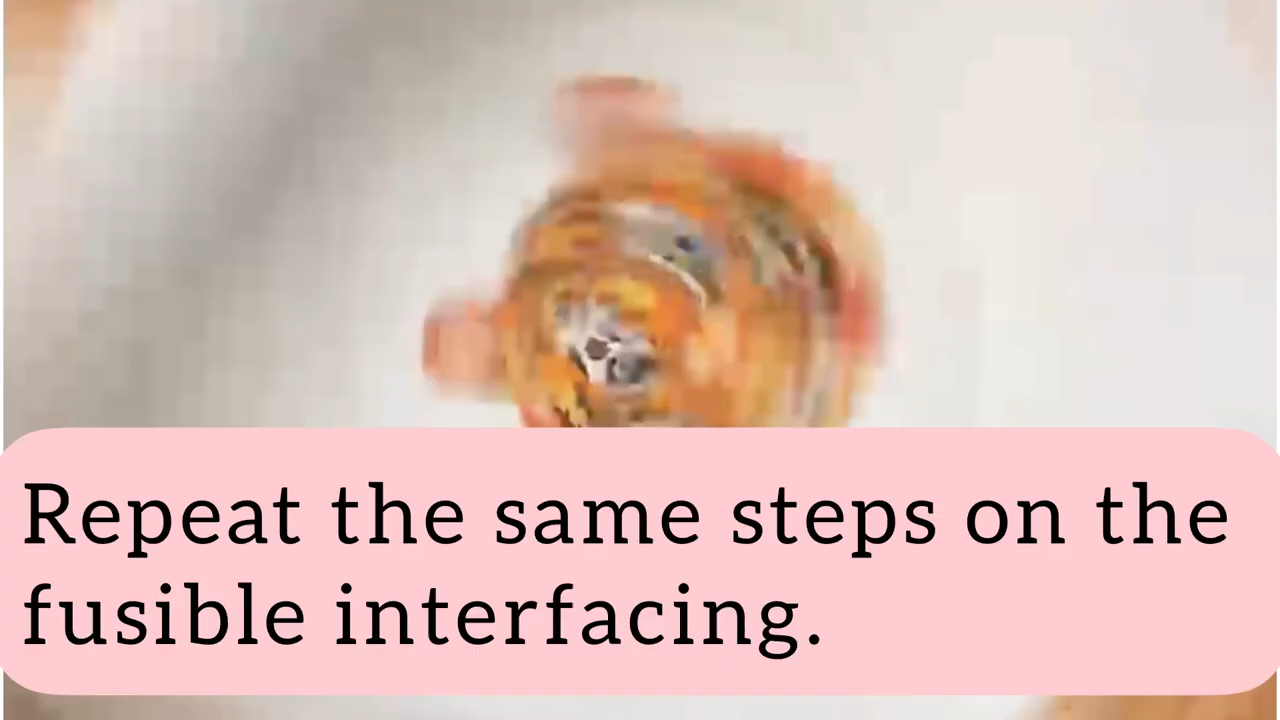 Repeat the same steps on the
fusible interfacing.